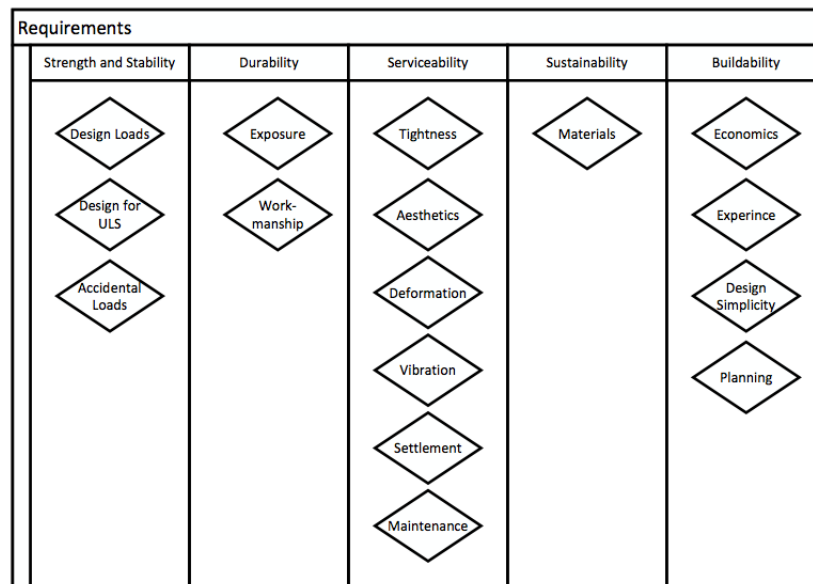 Requirements
Strength and Stability
Durability
Serviceability
Sustainability
Buildability
Design Loads
Exposure
Tightness
Materials
Economics
Design for
ULS
Work-
manship
Aesthetics
Experince
Accidental
Loads
Deformation
Design
Simplicity
Vibration
Planning
Settlement
Maintenance